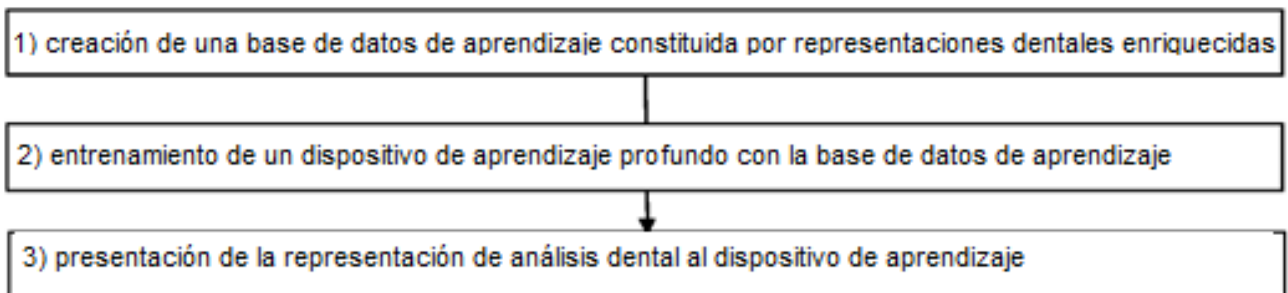 1) creación de una base de datos de aprendizaje constituida por representaciones dentales enriquecidas
2) entrenamiento de un dispositivo de aprendizaje profundo con la base de datos de aprendizaje
3) presentación de la representación de análisis dental al dispositivo de aprendizaje